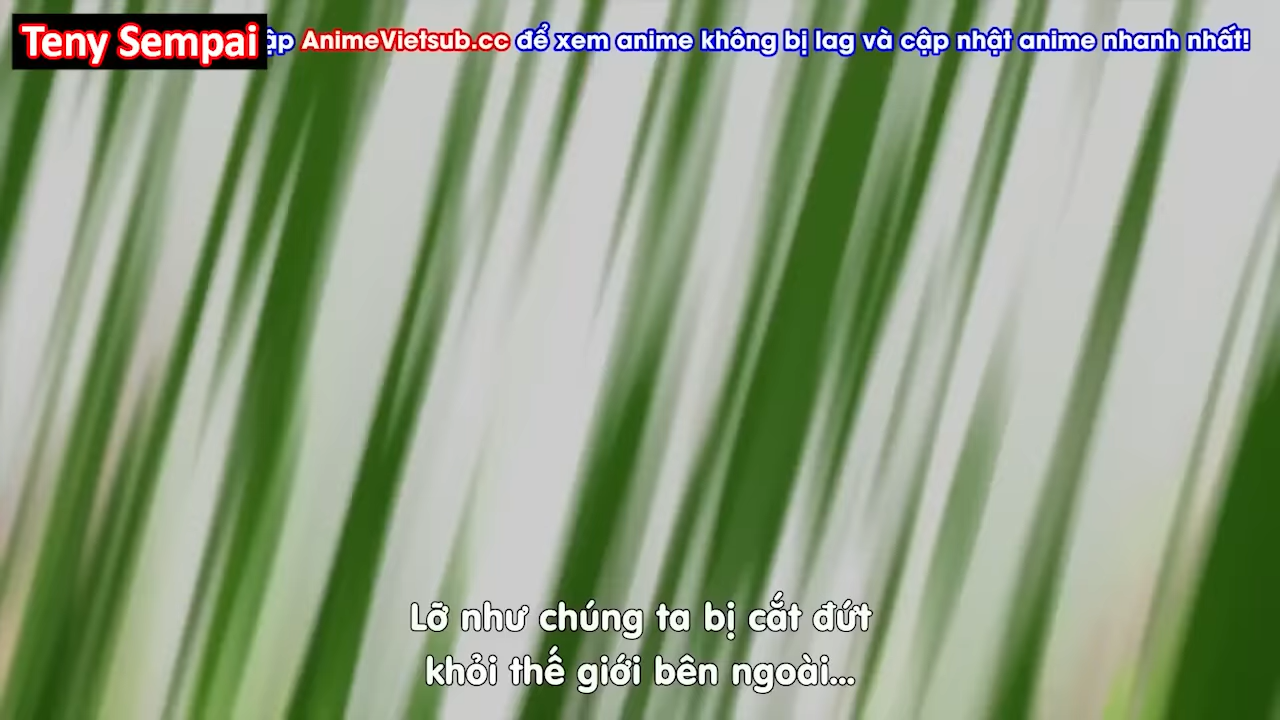 Teny Sempai
ập AnimeVietsub.cc để xem anime không bị lag và cập nhật anime nhanh nhất!
Lỡ như chúng ta bị cắt đứt
khỏi thế giới bên ngoài...